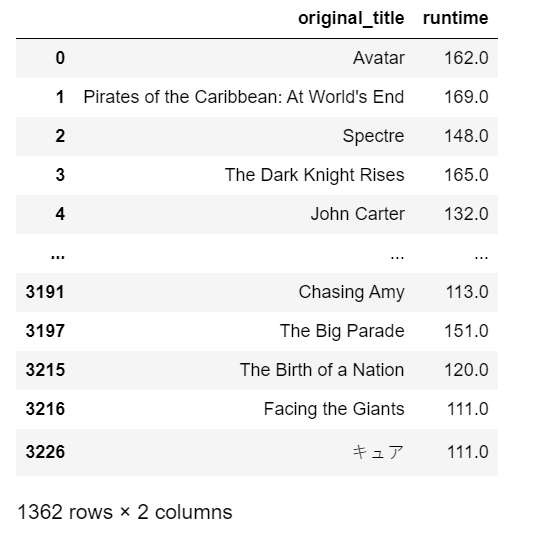 original_title runtime
0 Avatar 162.0
1 Pirates of the Caribbean: At World's End 169.0
2 Spectre 148.0
3 The Dark Knight Rises 165.0
4 John Carter 132.0
... ... ...
3191 Chasing Amy 113.0
3197 The Big Parade 151.0
3215 The Birth of a Nation 120.0
3216 Facing the Giants 111.0
3226 キュア 111.0
1362 rows × 2 columns